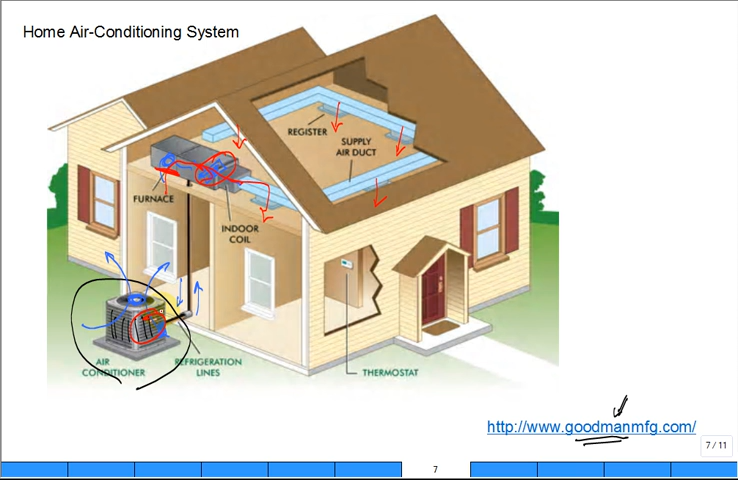 Home Air-Conditioning System
REGISTER
SUPPLY
AIR DUCT
FURNACE
INDOOR
COIL
AIR
CONDITIONER
REFRIGERATION
LINES
THERMOSTAT
http://www.goodmanmfg.com/
7 / 11
7